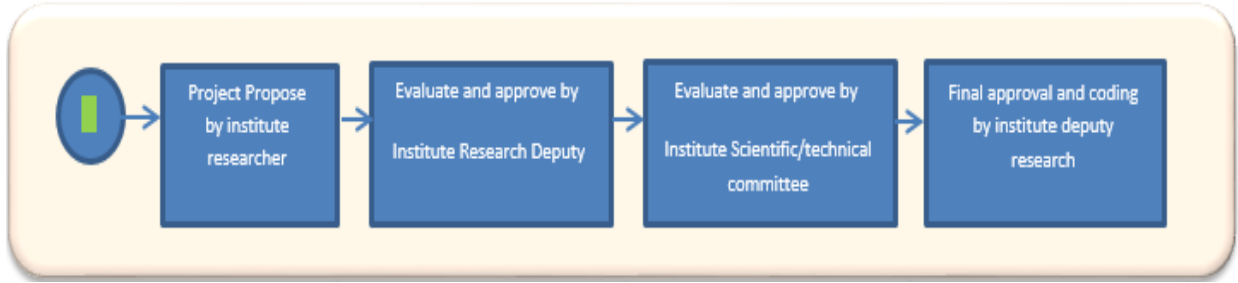 Project Propose
by institute
researcher
Evaluate and approve by
Institute Research Deputy
Evaluate and approve by
Institute Scientific/technical
committee
Final approval and coding
by institute deputy
research